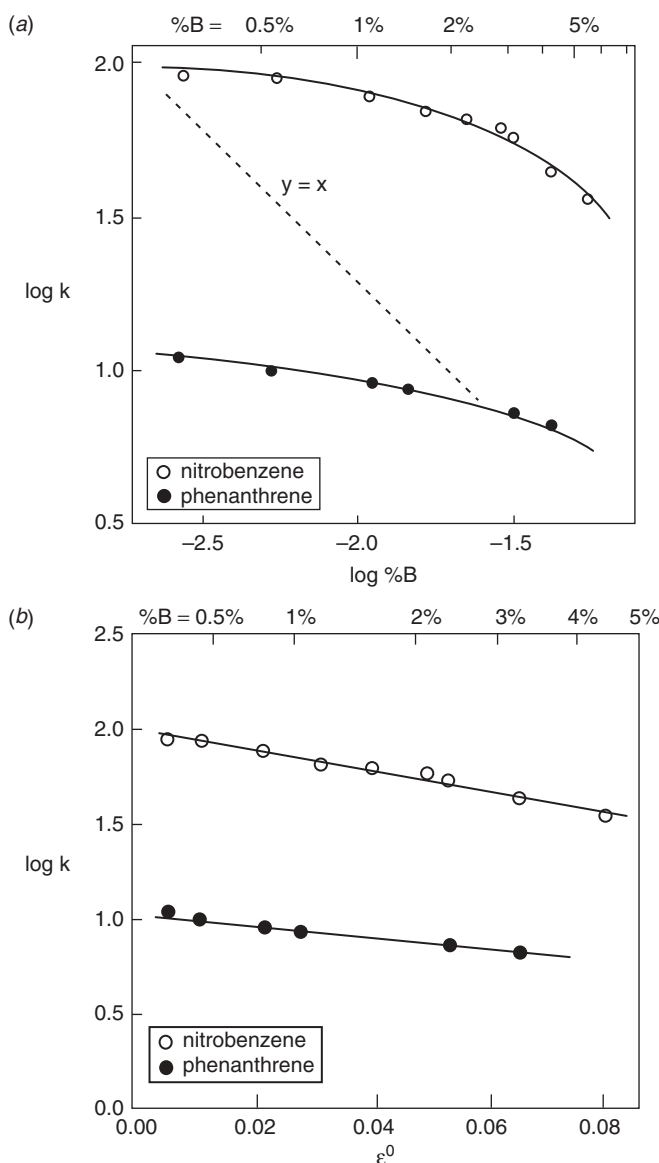 (a)
%B = 0.5% 1% 2% 5%
2.0
y = x
1.5
log k
1.0
nitrobenzene
phenanthrene
0.5
−2.5 −2.0 −1.5
log %B
(b)
%B = 0.5% 1% 2% 3% 4% 5%
2.5
2.0
1.5
log k
1.0
0.5
nitrobenzene
phenanthrene
0.0
0.00 0.02 0.04 0.06 0.08
ε⁰